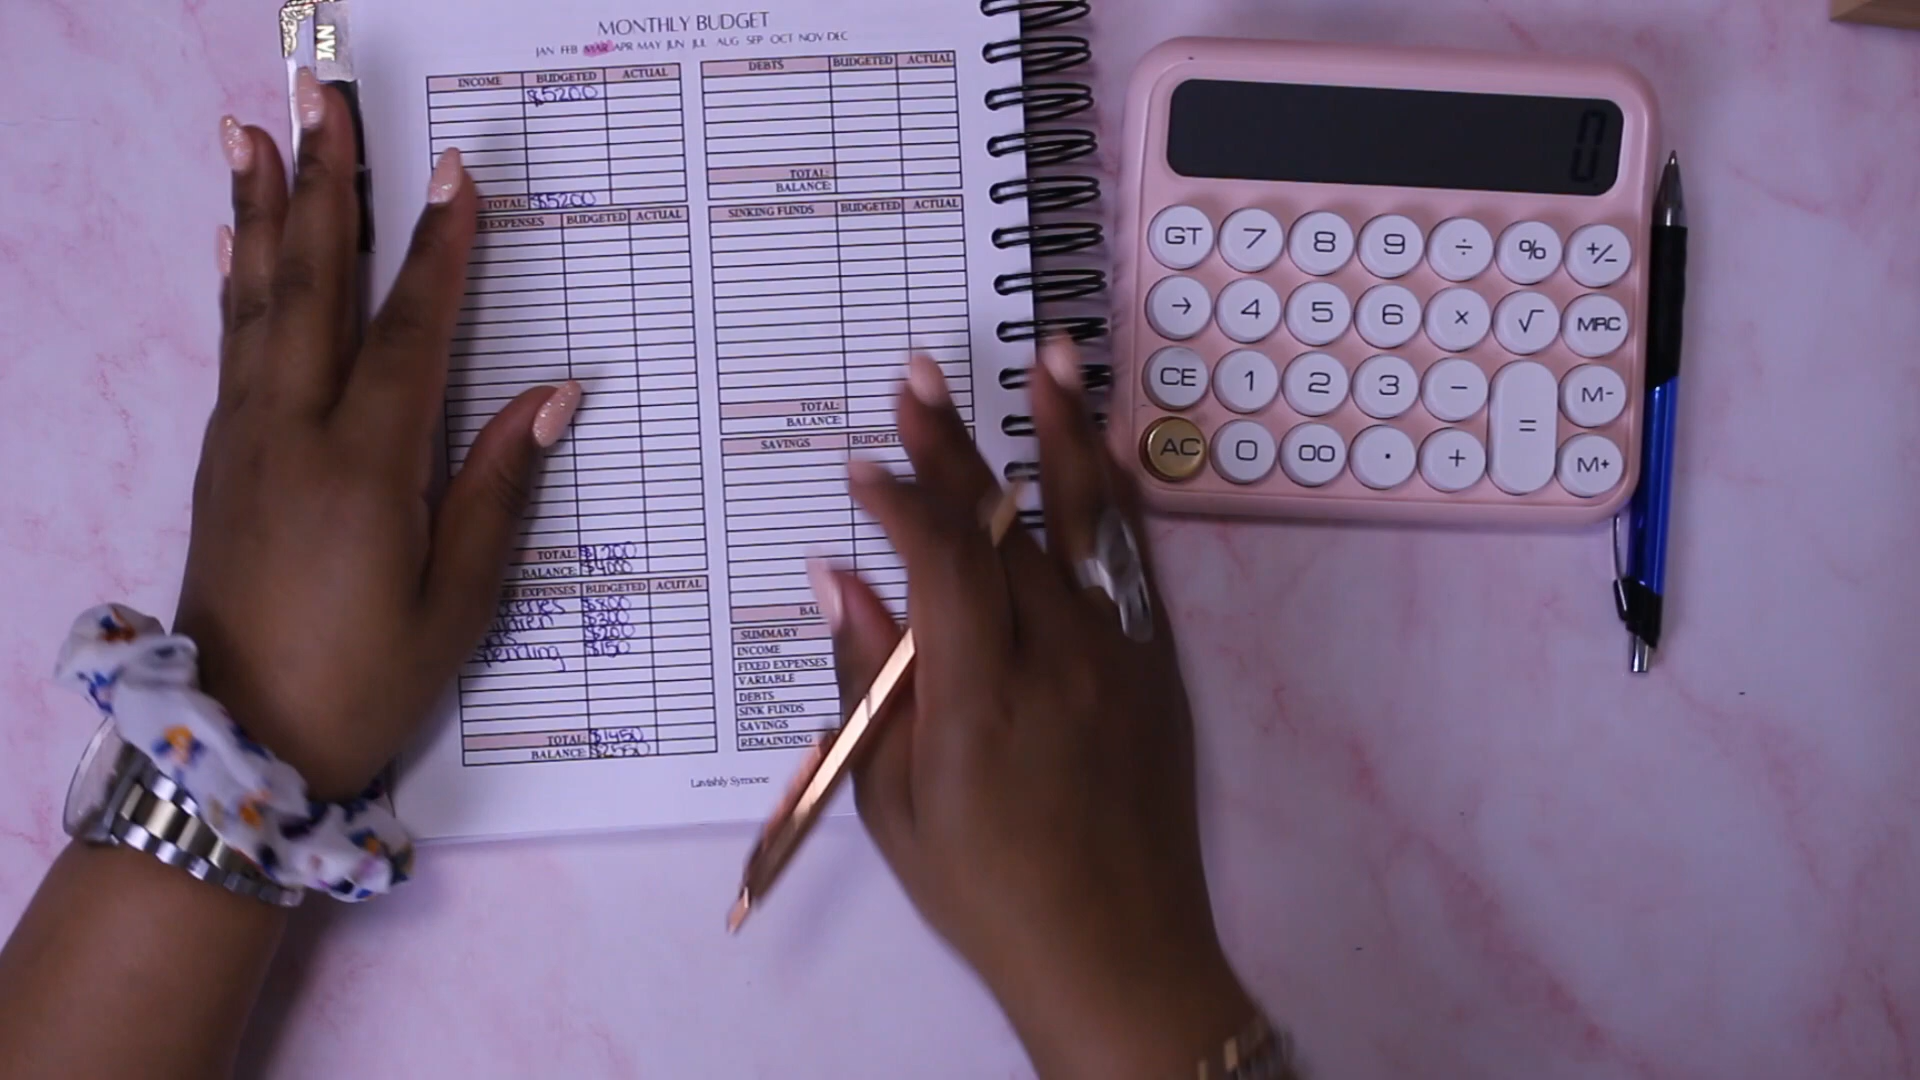 MONTHLY BUDGET
JAN FEB MAR APR MAY JUN JUL AUG SEP OCT NOV DEC
INCOME BUDGETED ACTUAL
$5200
TOTAL: $5200
EXPENSES BUDGETED ACTUAL
TOTAL: $1200
BALANCE: $4000
EXPENSES BUDGETED ACUTAL
$800
$300
$200
$150
TOTAL: $1450
BALANCE: $2550
DEBTS BUDGETED ACTUAL
TOTAL:
BALANCE:
SINKING FUNDS BUDGETED ACTUAL
TOTAL:
BALANCE:
SAVINGS
SUMMARY
INCOME
FIXED EXPENSES
VARIABLE
DEBTS
SINK FUNDS
SAVINGS
REMAINDING
Lavishly Symone
0
GT 7 8 9 ÷ % +/-
→ 4 5 6 × √ MRC
CE 1 2 3 - M-
AC 0 00 . + = M+